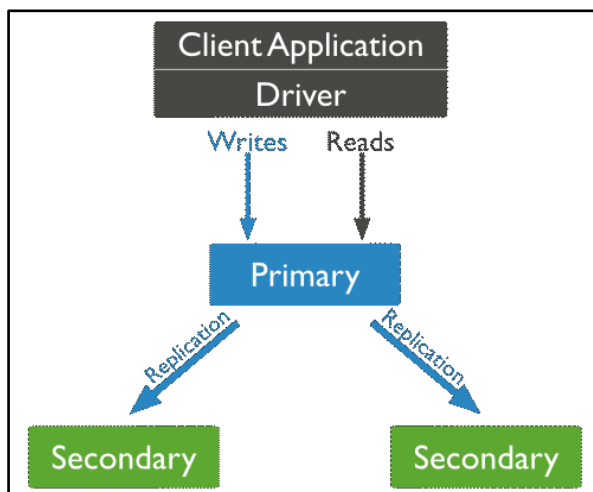 Client Application
Driver
Writes Reads
Primary
Replication Replication
Secondary Secondary